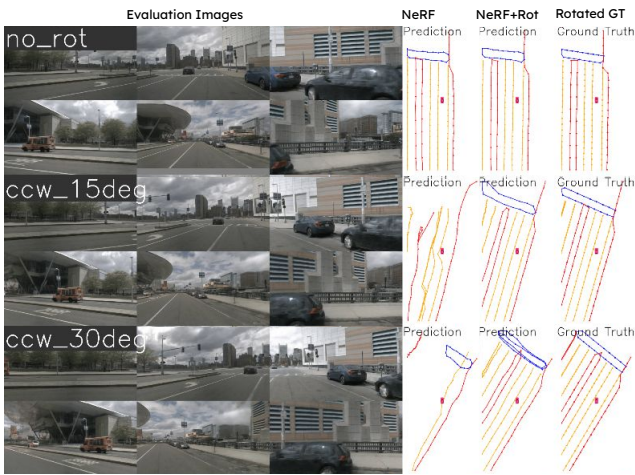 Evaluation Images NeRF NeRF+Rot Rotated GT
no_rot Prediction Prediction Ground Truth
ccw_15deg Prediction Prediction Ground Truth
ccw_30deg Prediction Prediction Ground Truth